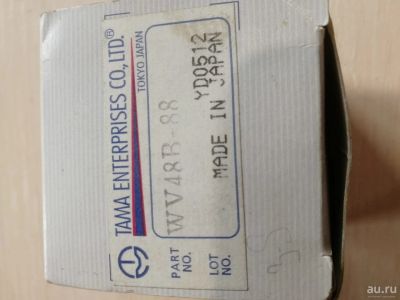 TAMA ENTERPRISES CO., LTD.®
TOKYO JAPAN
PART NO. WV48B-88
LOT NO. YD0512
MADE IN JAPAN
au.ru